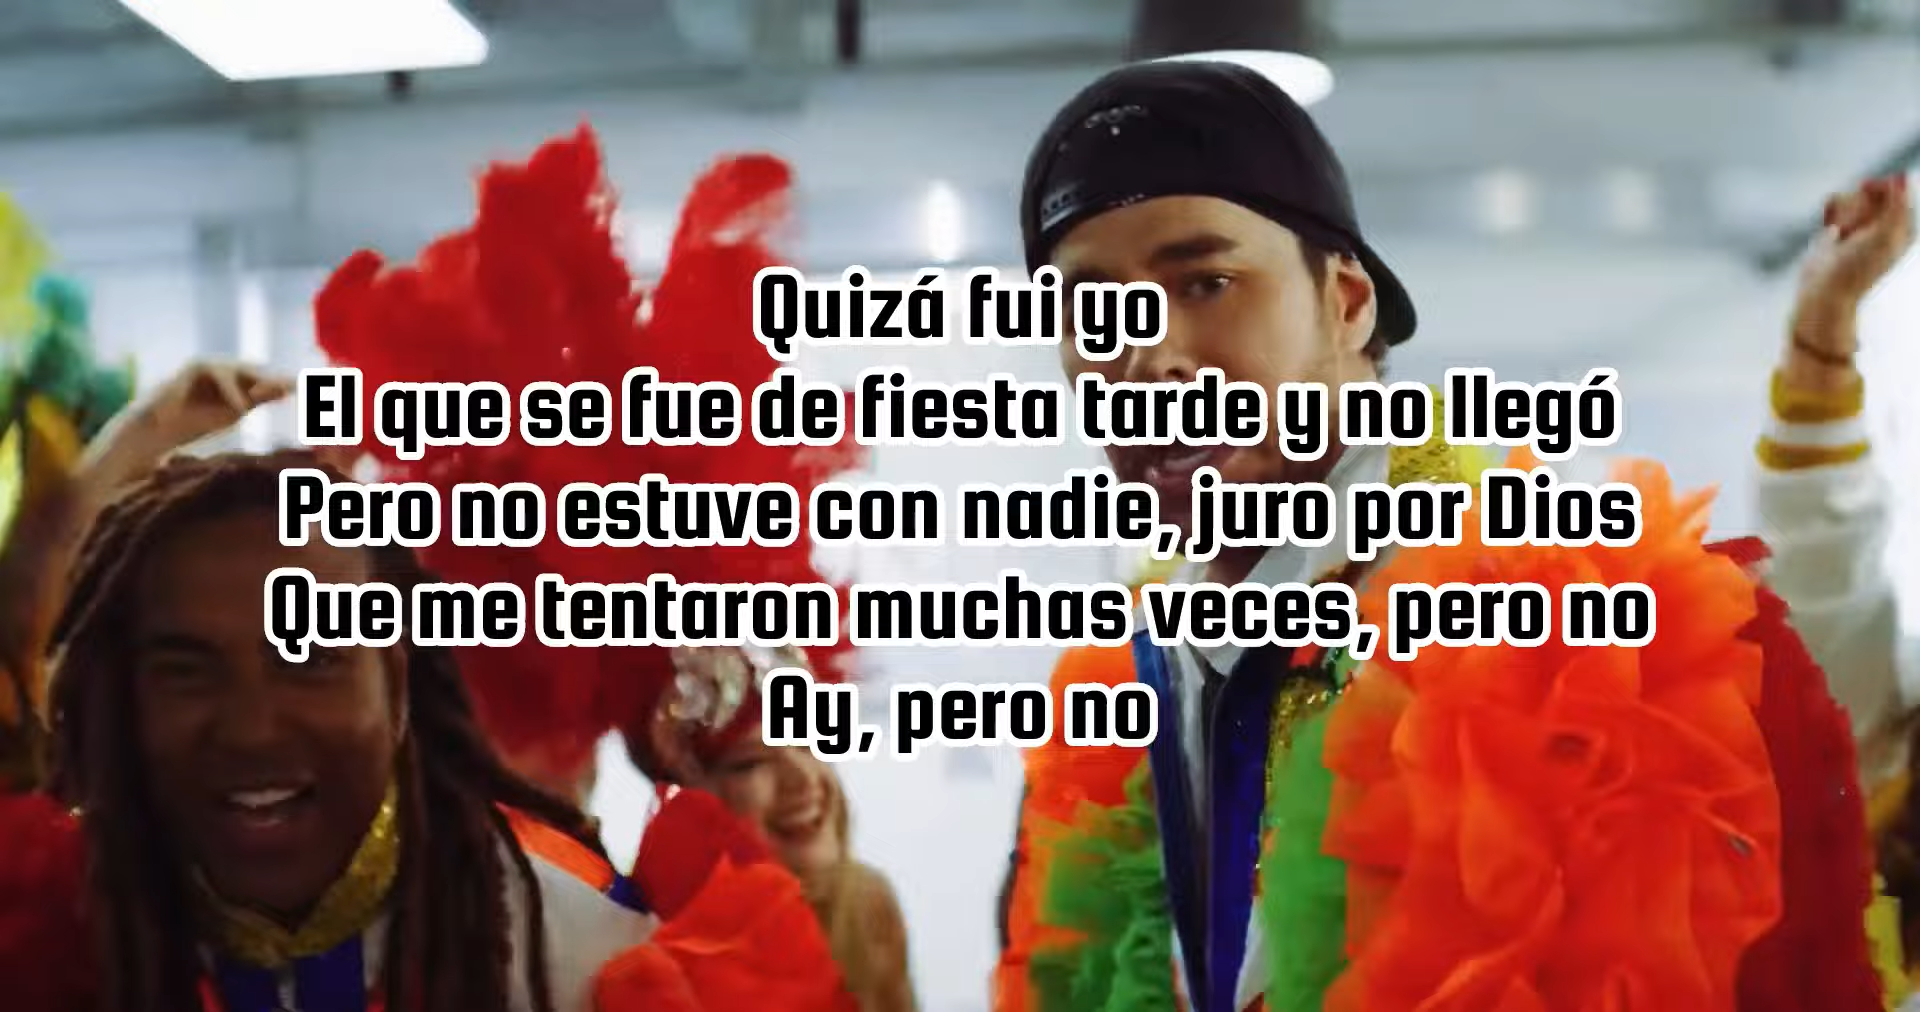 Quizá fui yo
El que se fue de fiesta tarde y no llegó
Pero no estuve con nadie, juro por Dios
Que me tentaron muchas veces, pero no
Ay, pero no